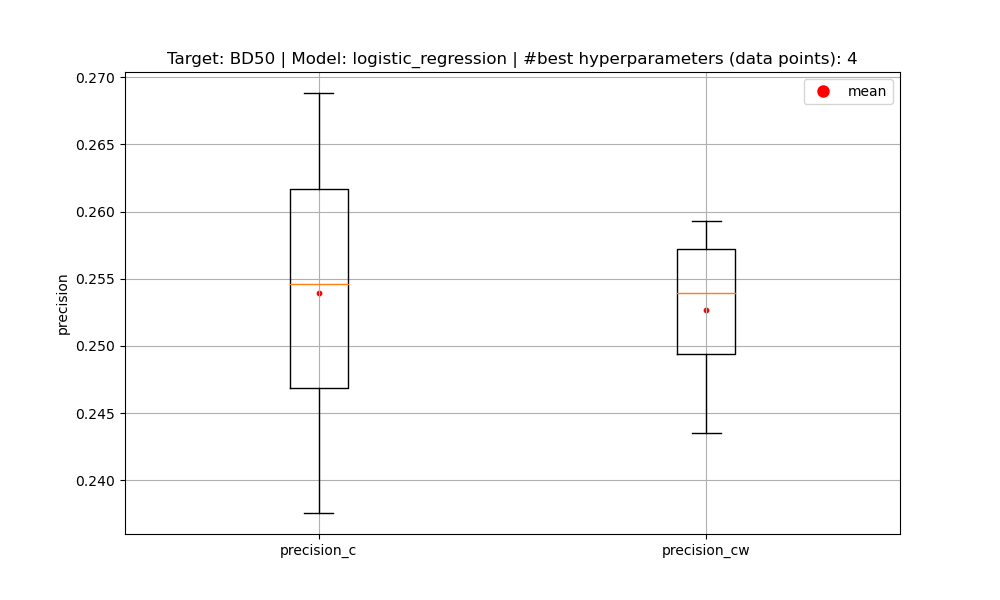 Target: BD50 | Model: logistic_regression | #best hyperparameters (data points): 4
mean
precision
0.270
0.265
0.260
0.255
0.250
0.245
0.240
precision_c
precision_cw